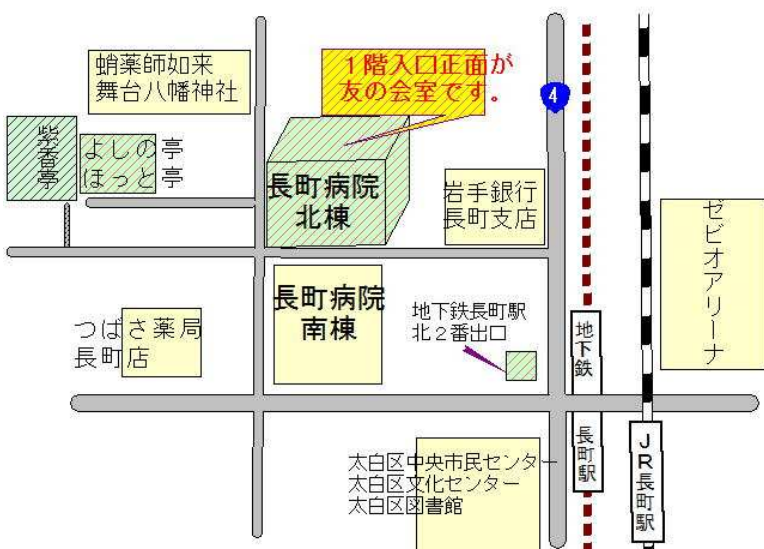 蛸薬師如来
舞台八幡神社
１階入口正面が
友の会室です。
4
紫香亭
よしの亭
ほっと亭
長町病院
北棟
岩手銀行
長町支店
ゼビオアリーナ
長町病院
南棟
地下鉄長町駅
北２番出口
つばさ薬局
長町店
地下鉄 長町駅
ＪＲ長町駅
太白区中央市民センター
太白区文化センター
太白区図書館